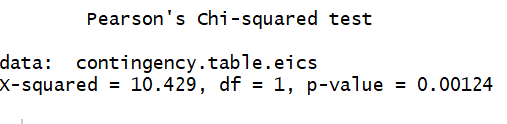 Pearson's Chi-squared test
data: contingency.table.eics
X-squared = 10.429, df = 1, p-value = 0.00124